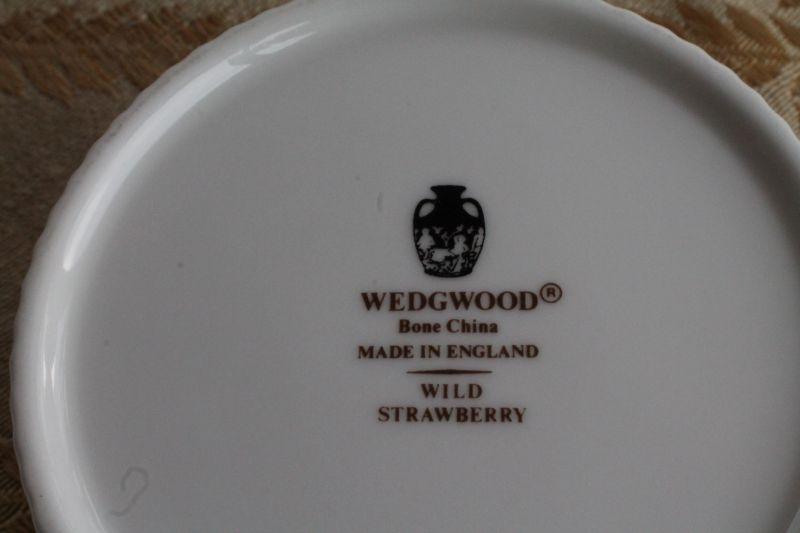 WEDGWOOD®
Bone China
MADE IN ENGLAND
WILD
STRAWBERRY